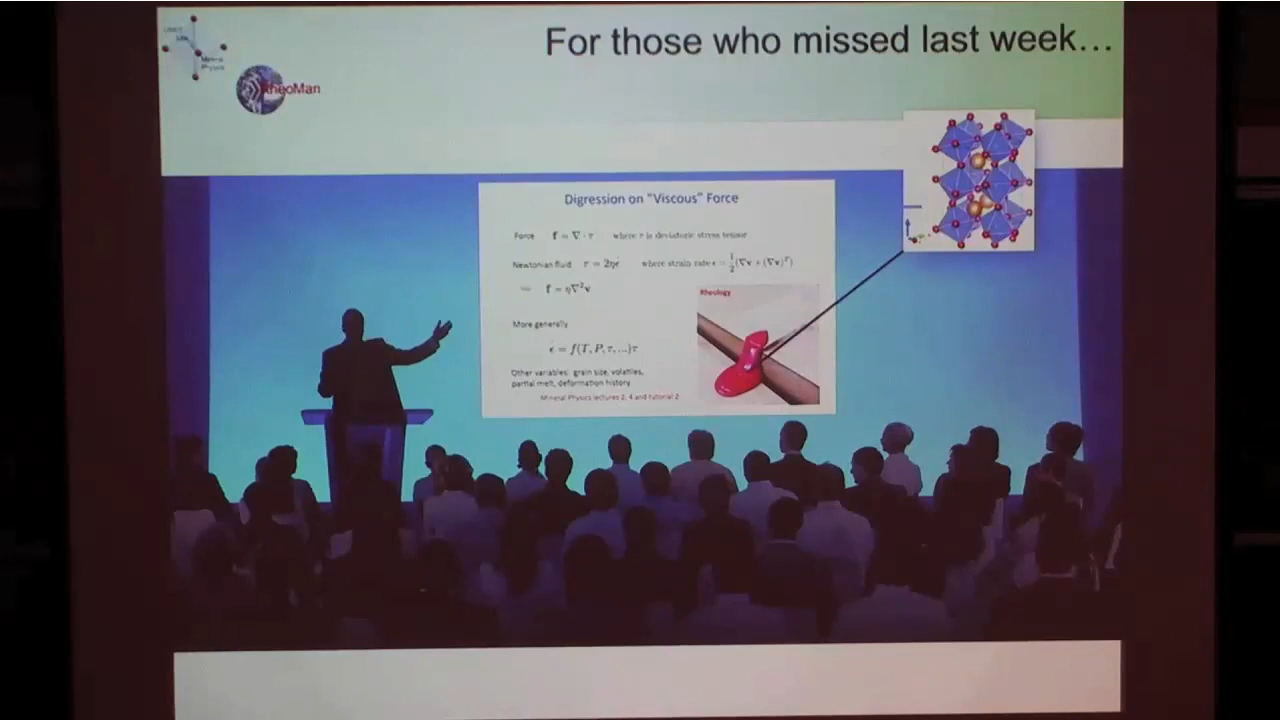 For those who missed last week…
Mineral
Physics
RheoMan
Digression on "Viscous" Force
Force f = ∇ · τ where τ is deviatoric stress tensor
Newtonian fluid τ = 2ηε̇ where strain rate ε = 1/2(∇v + (∇v)ᵀ)
f = η∇²v
More generally
ε̇ = f(T, P, τ, ...)τ
Other variables: grain size, volatiles,
partial melt, deformation history
Mineral Physics lectures 2, 4 and tutorial 2
Rheology